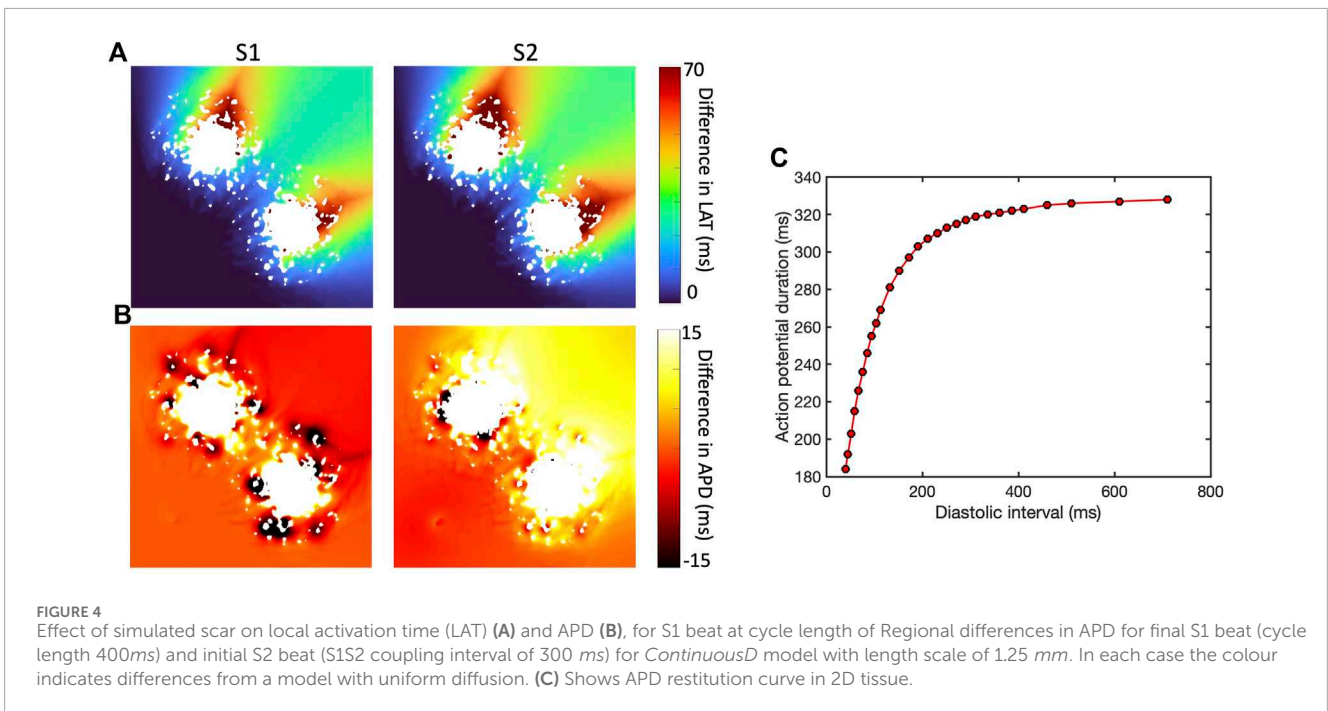 A
S1
S2
70
Difference in LAT (ms)
0
B
15
Difference in APD (ms)
-15
C
340
320
300
280
260
240
220
200
180
Action potential duration (ms)
0
200
400
600
800
Diastolic interval (ms)
FIGURE 4
Effect of simulated scar on local activation time (LAT) (A) and APD (B), for S1 beat at cycle length of Regional differences in APD for final S1 beat (cycle
length 400ms) and initial S2 beat (S1S2 coupling interval of 300 ms) for ContinuousD model with length scale of 1.25 mm. In each case the colour
indicates differences from a model with uniform diffusion. (C) Shows APD restitution curve in 2D tissue.